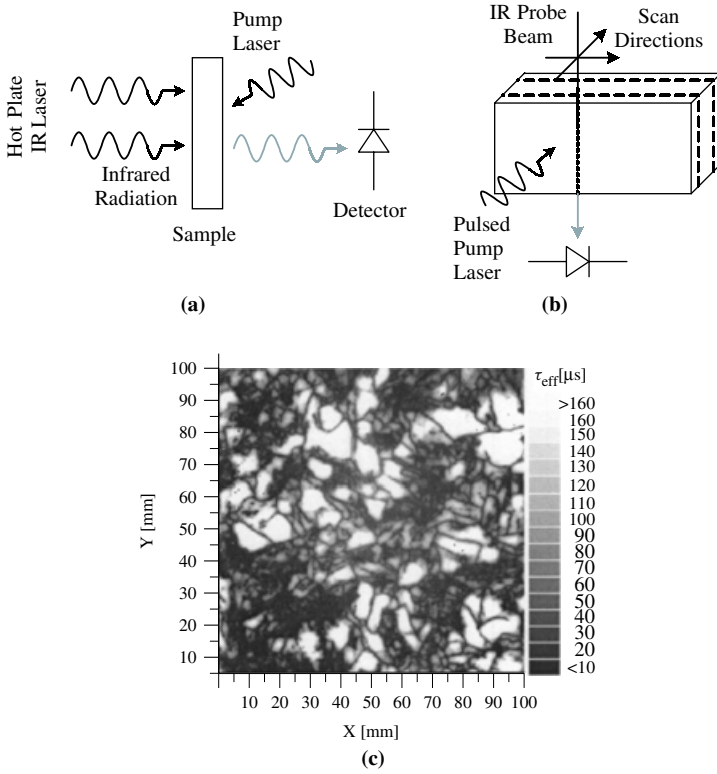 Pump
Laser
Hot Plate
IR Laser
Infrared
Radiation
Sample
Detector
(a)
IR Probe
Beam
Scan
Directions
Pulsed
Pump
Laser
(b)
τeff[μs]
>160
160
150
140
130
120
110
100
90
80
70
60
50
40
30
20
<10
100
90
80
70
60
50
40
30
20
10
Y [mm]
10 20 30 40 50 60 70 80 90 100
X [mm]
(c)